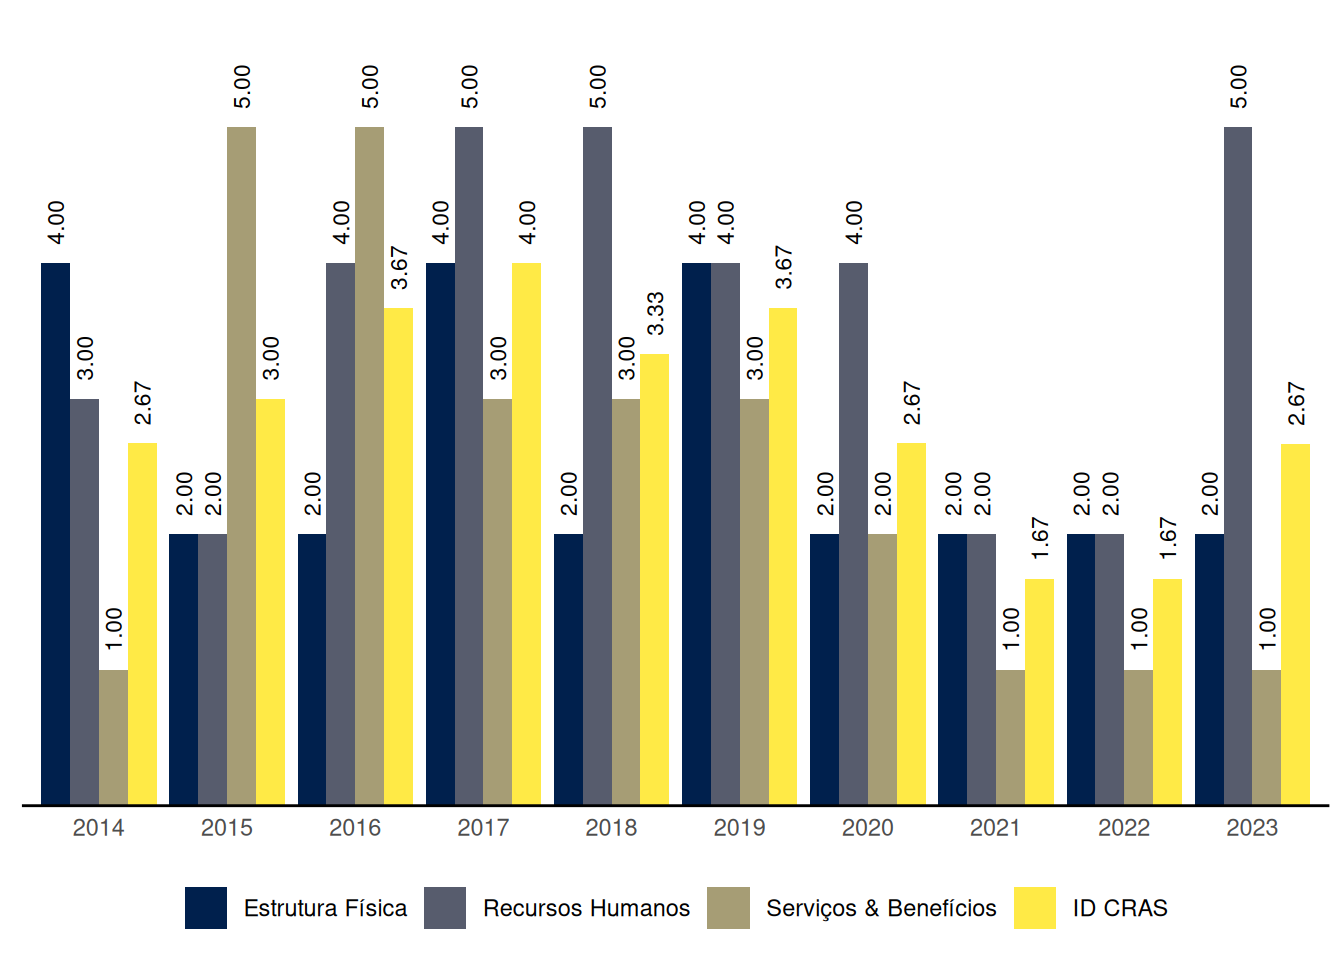 4.00 3.00 1.00 2.67
2.00 2.00 5.00 3.00
2.00 4.00 5.00 3.67
4.00 5.00 3.00 4.00
2.00 5.00 3.00 3.33
4.00 4.00 3.00 3.67
2.00 4.00 2.00 2.67
2.00 2.00 1.00 1.67
2.00 2.00 1.00 1.67
2.00 5.00 1.00 2.67
2014 2015 2016 2017 2018 2019 2020 2021 2022 2023
Estrutura Física Recursos Humanos Serviços & Benefícios ID CRAS